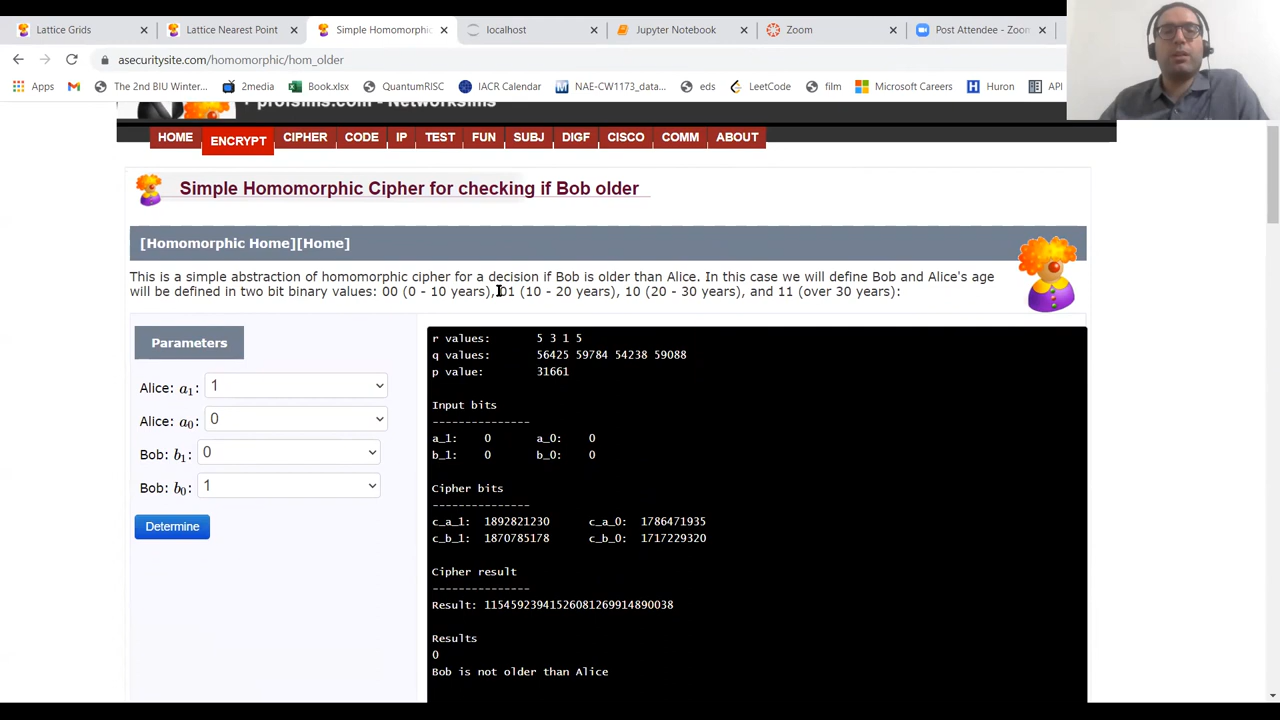 Lattice Grids
Lattice Nearest Point
Simple Homomorphic
localhost
Jupyter Notebook
Zoom
Post Attendee - Zoom
asecuritysite.com/homomorphic/hom_older
Apps
The 2nd BIU Winter...
2medi
Book.xlsx
QuantumRISC
IACR Calendar
NAE-CW1173_data...
eds
LeetCode
film
Microsoft Careers
Huron
API
HOME
ENCRYPT
CIPHER
CODE
IP
TEST
FUN
SUBJ
DIGF
CISCO
COMM
ABOUT
Simple Homomorphic Cipher for checking if Bob older
[Homomorphic Home][Home]
This is a simple abstraction of homomorphic cipher for a decision if Bob is older than Alice. In this case we will define Bob and Alice's age
will be defined in two bit binary values: 00 (0 - 10 years), 01 (10 - 20 years), 10 (20 - 30 years), and 11 (over 30 years):
Parameters
Alice: a1: 1
Alice: a0: 0
Bob: b1: 0
Bob: b0: 1
Determine
r values: 5 3 1 5
q values: 56425 59784 54238 59088
p value: 31661
Input bits
---------------
a_1: 0 a_0: 0
b_1: 0 b_0: 0
Cipher bits
---------------
c_a_1: 1892821230 c_a_0: 1786471935
c_b_1: 1870785178 c_b_0: 1717229320
Cipher result
---------------
Result: 11545923941526081269914890038
Results
0
Bob is not older than Alice